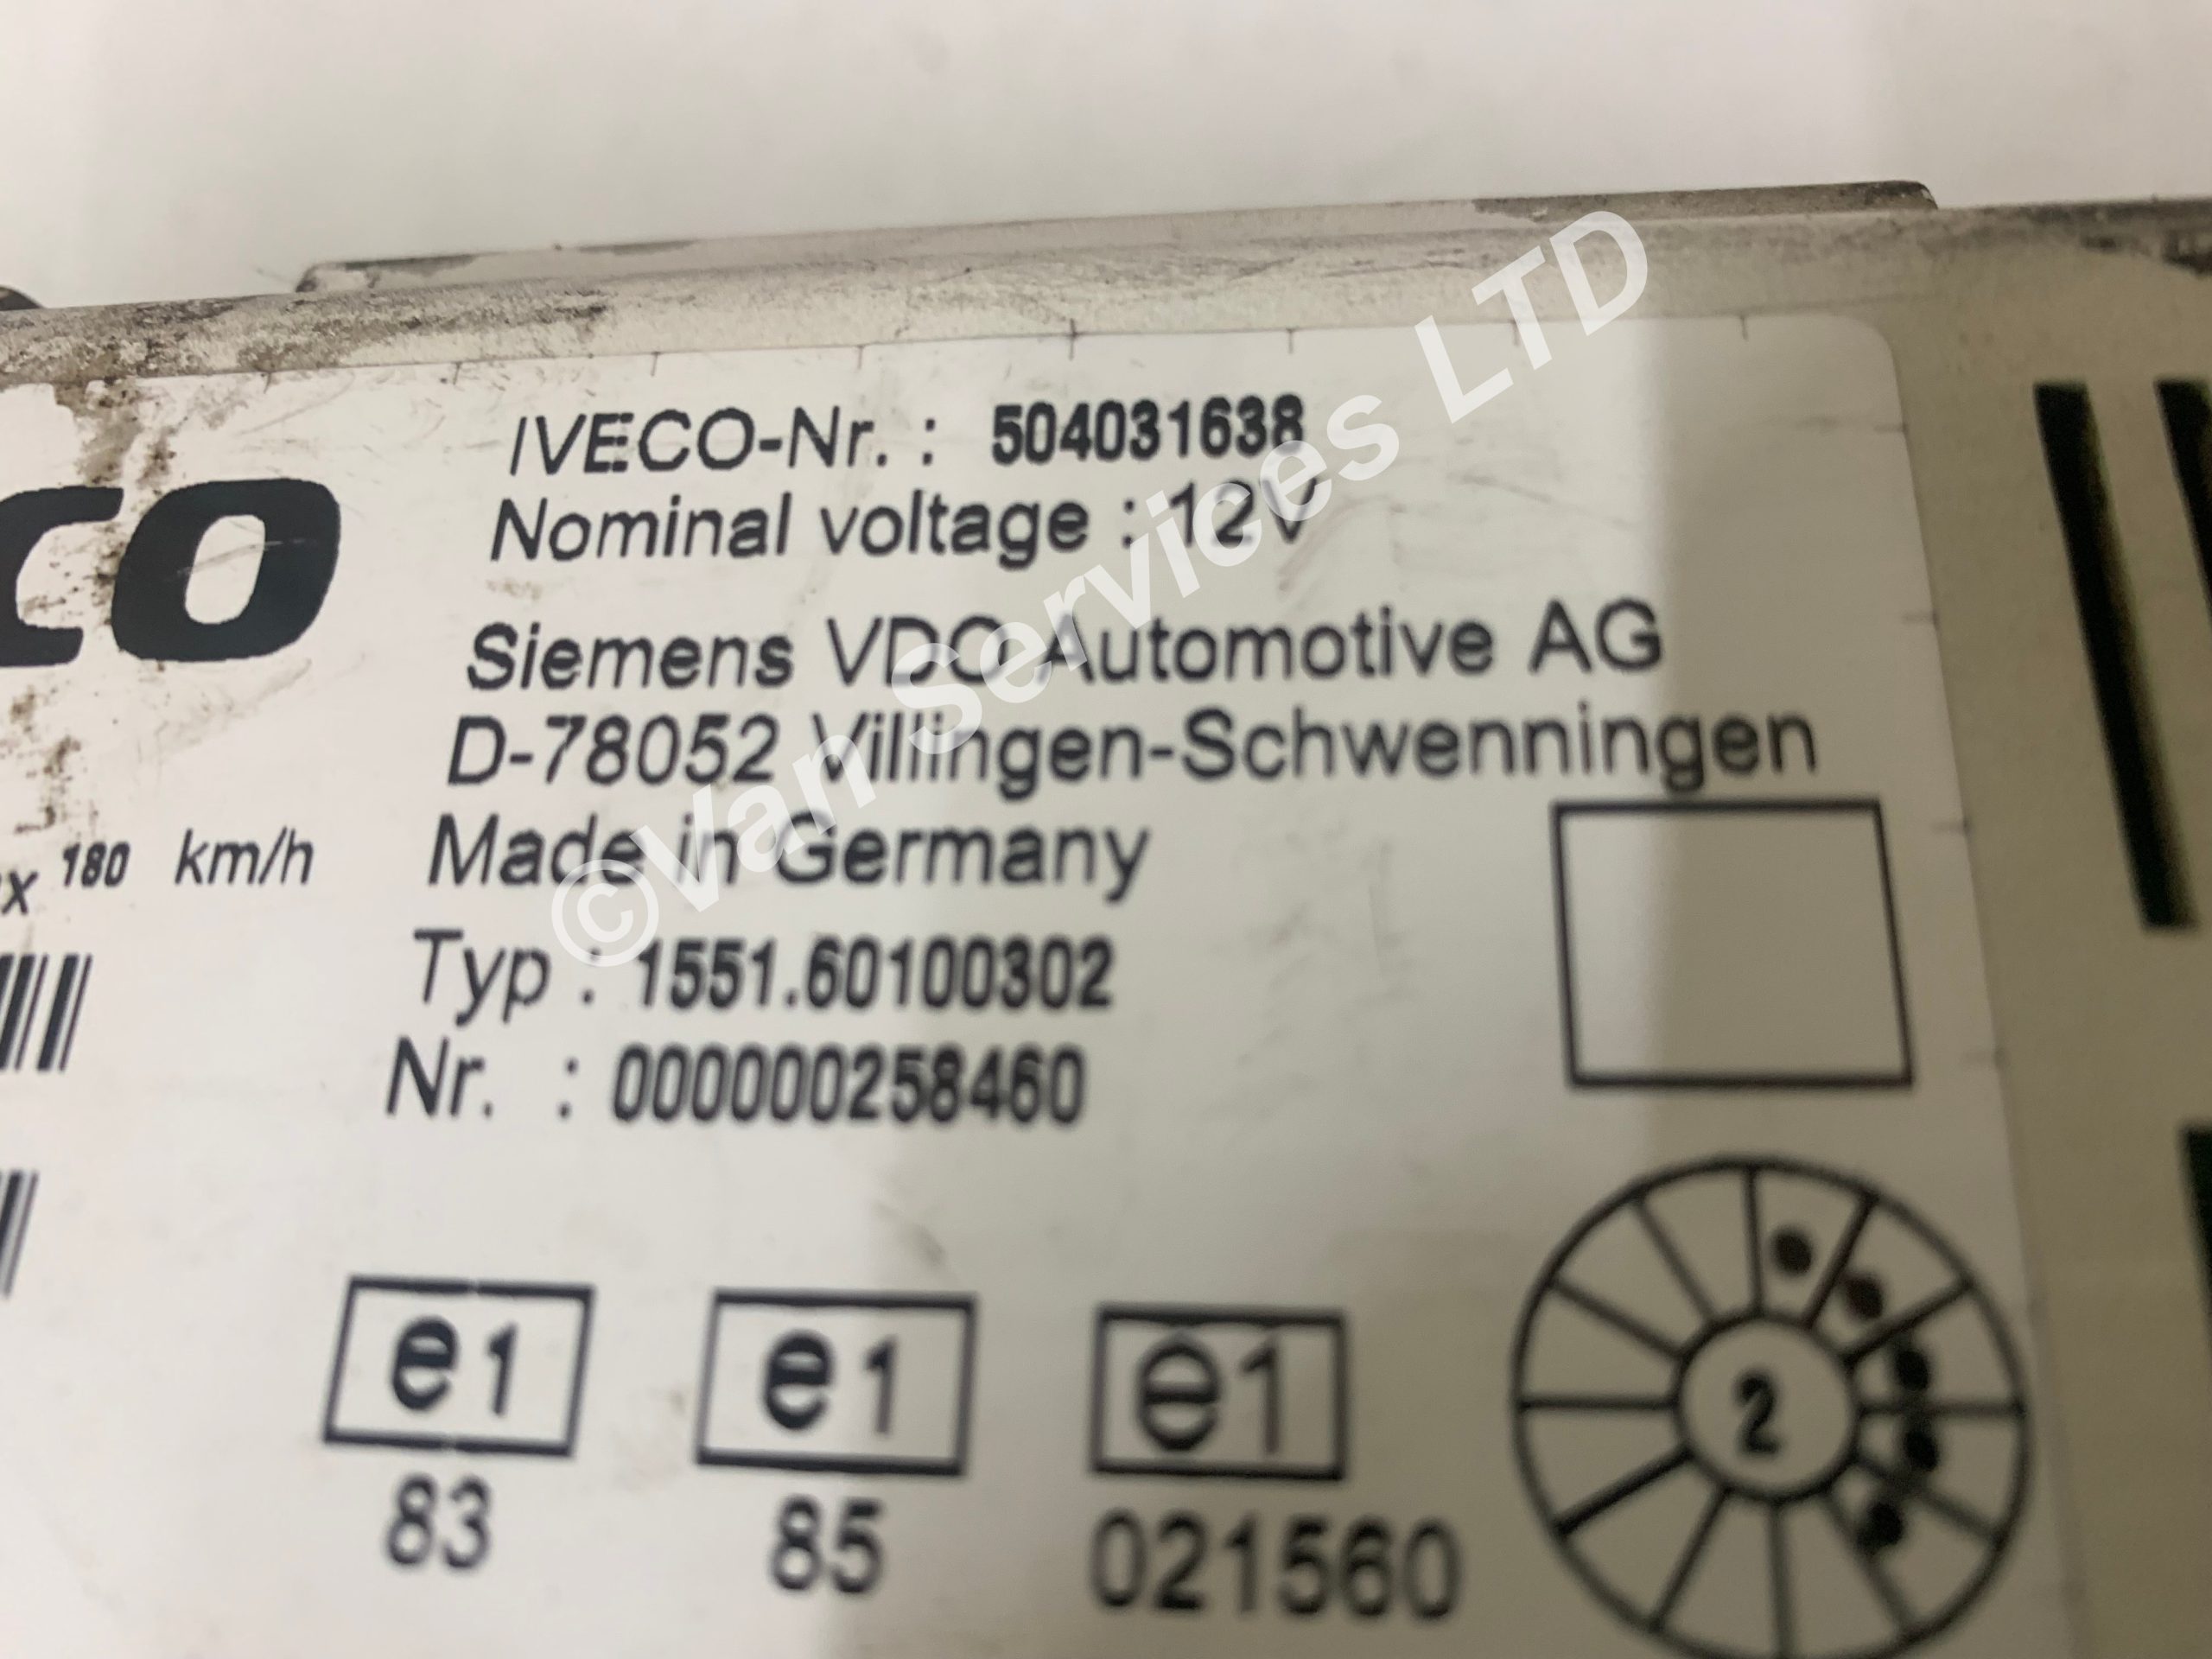 IVECO-Nr. : 504031638
Nominal voltage : 12V
CO
Siemens VDO Automotive AG
D-78052 Villingen-Schwenningen
Made in Germany
x 180 km/h
Typ : 1551.60100302
Nr. : 000000258460
e1 e1 e1
83 85 021560
2
©Van Services LTD